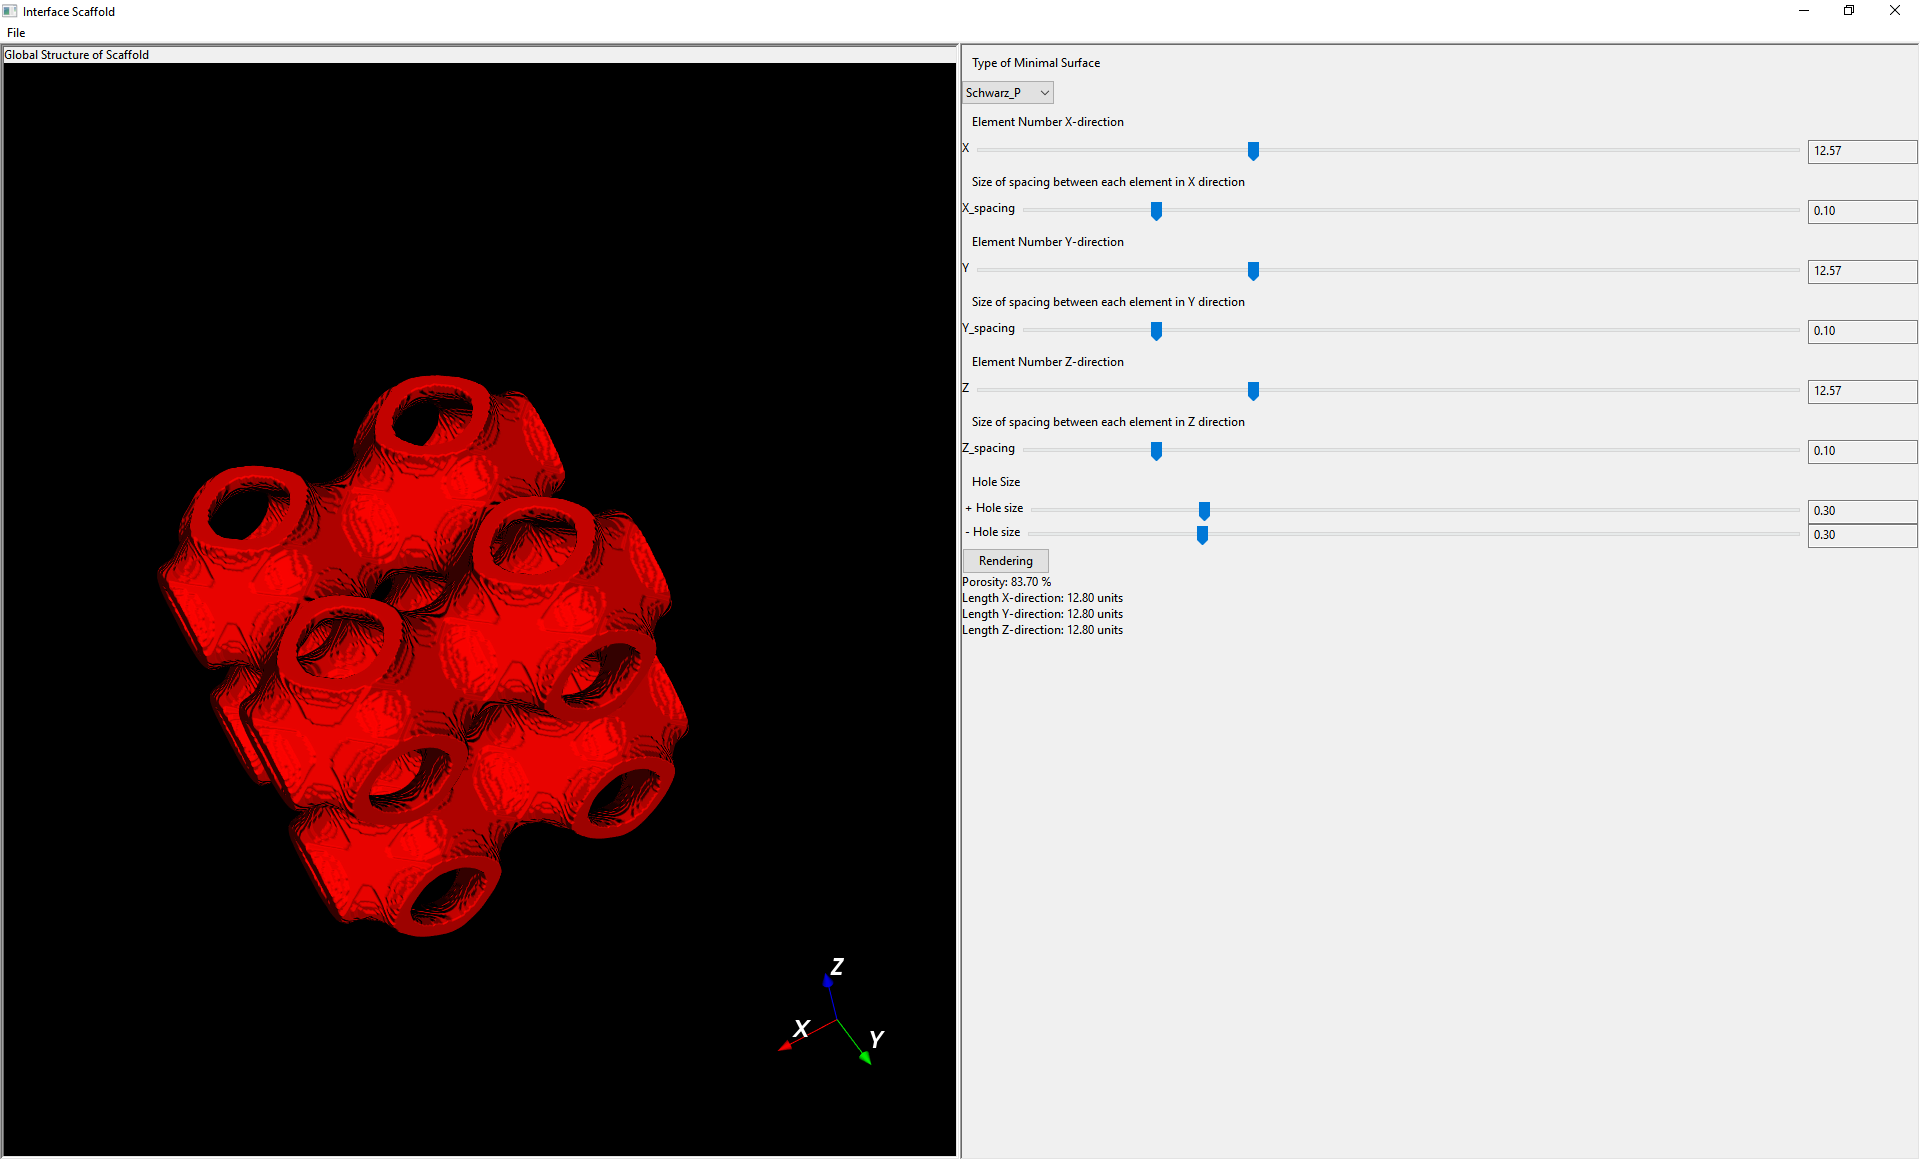 Interface Scaffold
File
Global Structure of Scaffold
Z
X
Y
Type of Minimal Surface
Schwarz_P
Element Number X-direction
X 12.57
Size of spacing between each element in X direction
X_spacing 0.10
Element Number Y-direction
Y 12.57
Size of spacing between each element in Y direction
Y_spacing 0.10
Element Number Z-direction
Z 12.57
Size of spacing between each element in Z direction
Z_spacing 0.10
Hole Size
+ Hole size 0.30
- Hole size 0.30
Rendering
Porosity: 83.70 %
Length X-direction: 12.80 units
Length Y-direction: 12.80 units
Length Z-direction: 12.80 units